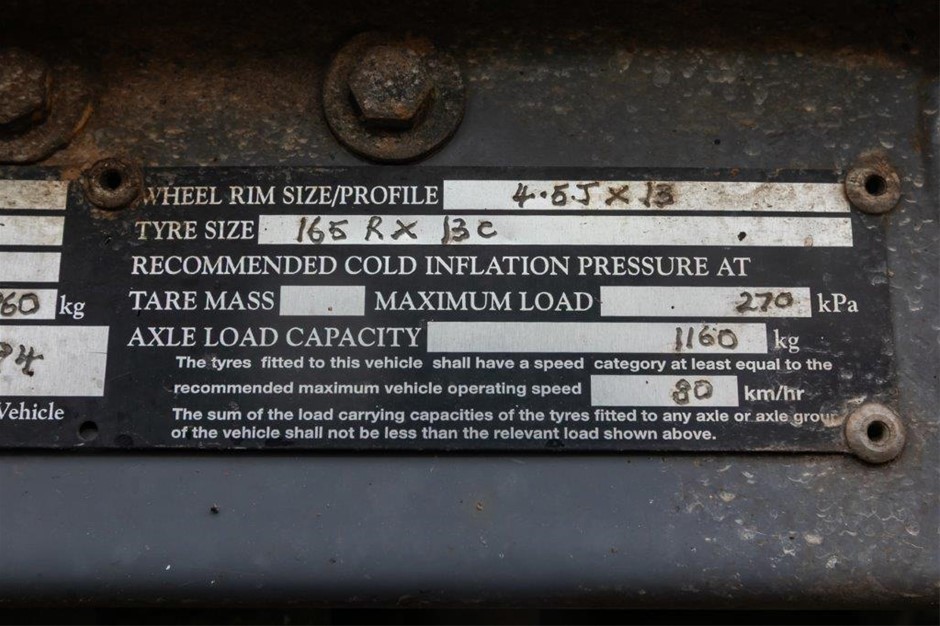 WHEEL RIM SIZE/PROFILE 4.5J X 13
TYRE SIZE 165 R X 13C
RECOMMENDED COLD INFLATION PRESSURE AT
60 kg TARE MASS MAXIMUM LOAD 270 kPa
AXLE LOAD CAPACITY 1160 kg
94
The tyres fitted to this vehicle shall have a speed category at least equal to the
recommended maximum vehicle operating speed 80 km/hr
Vehicle The sum of the load carrying capacities of the tyres fitted to any axle or axle group
of the vehicle shall not be less than the relevant load shown above.